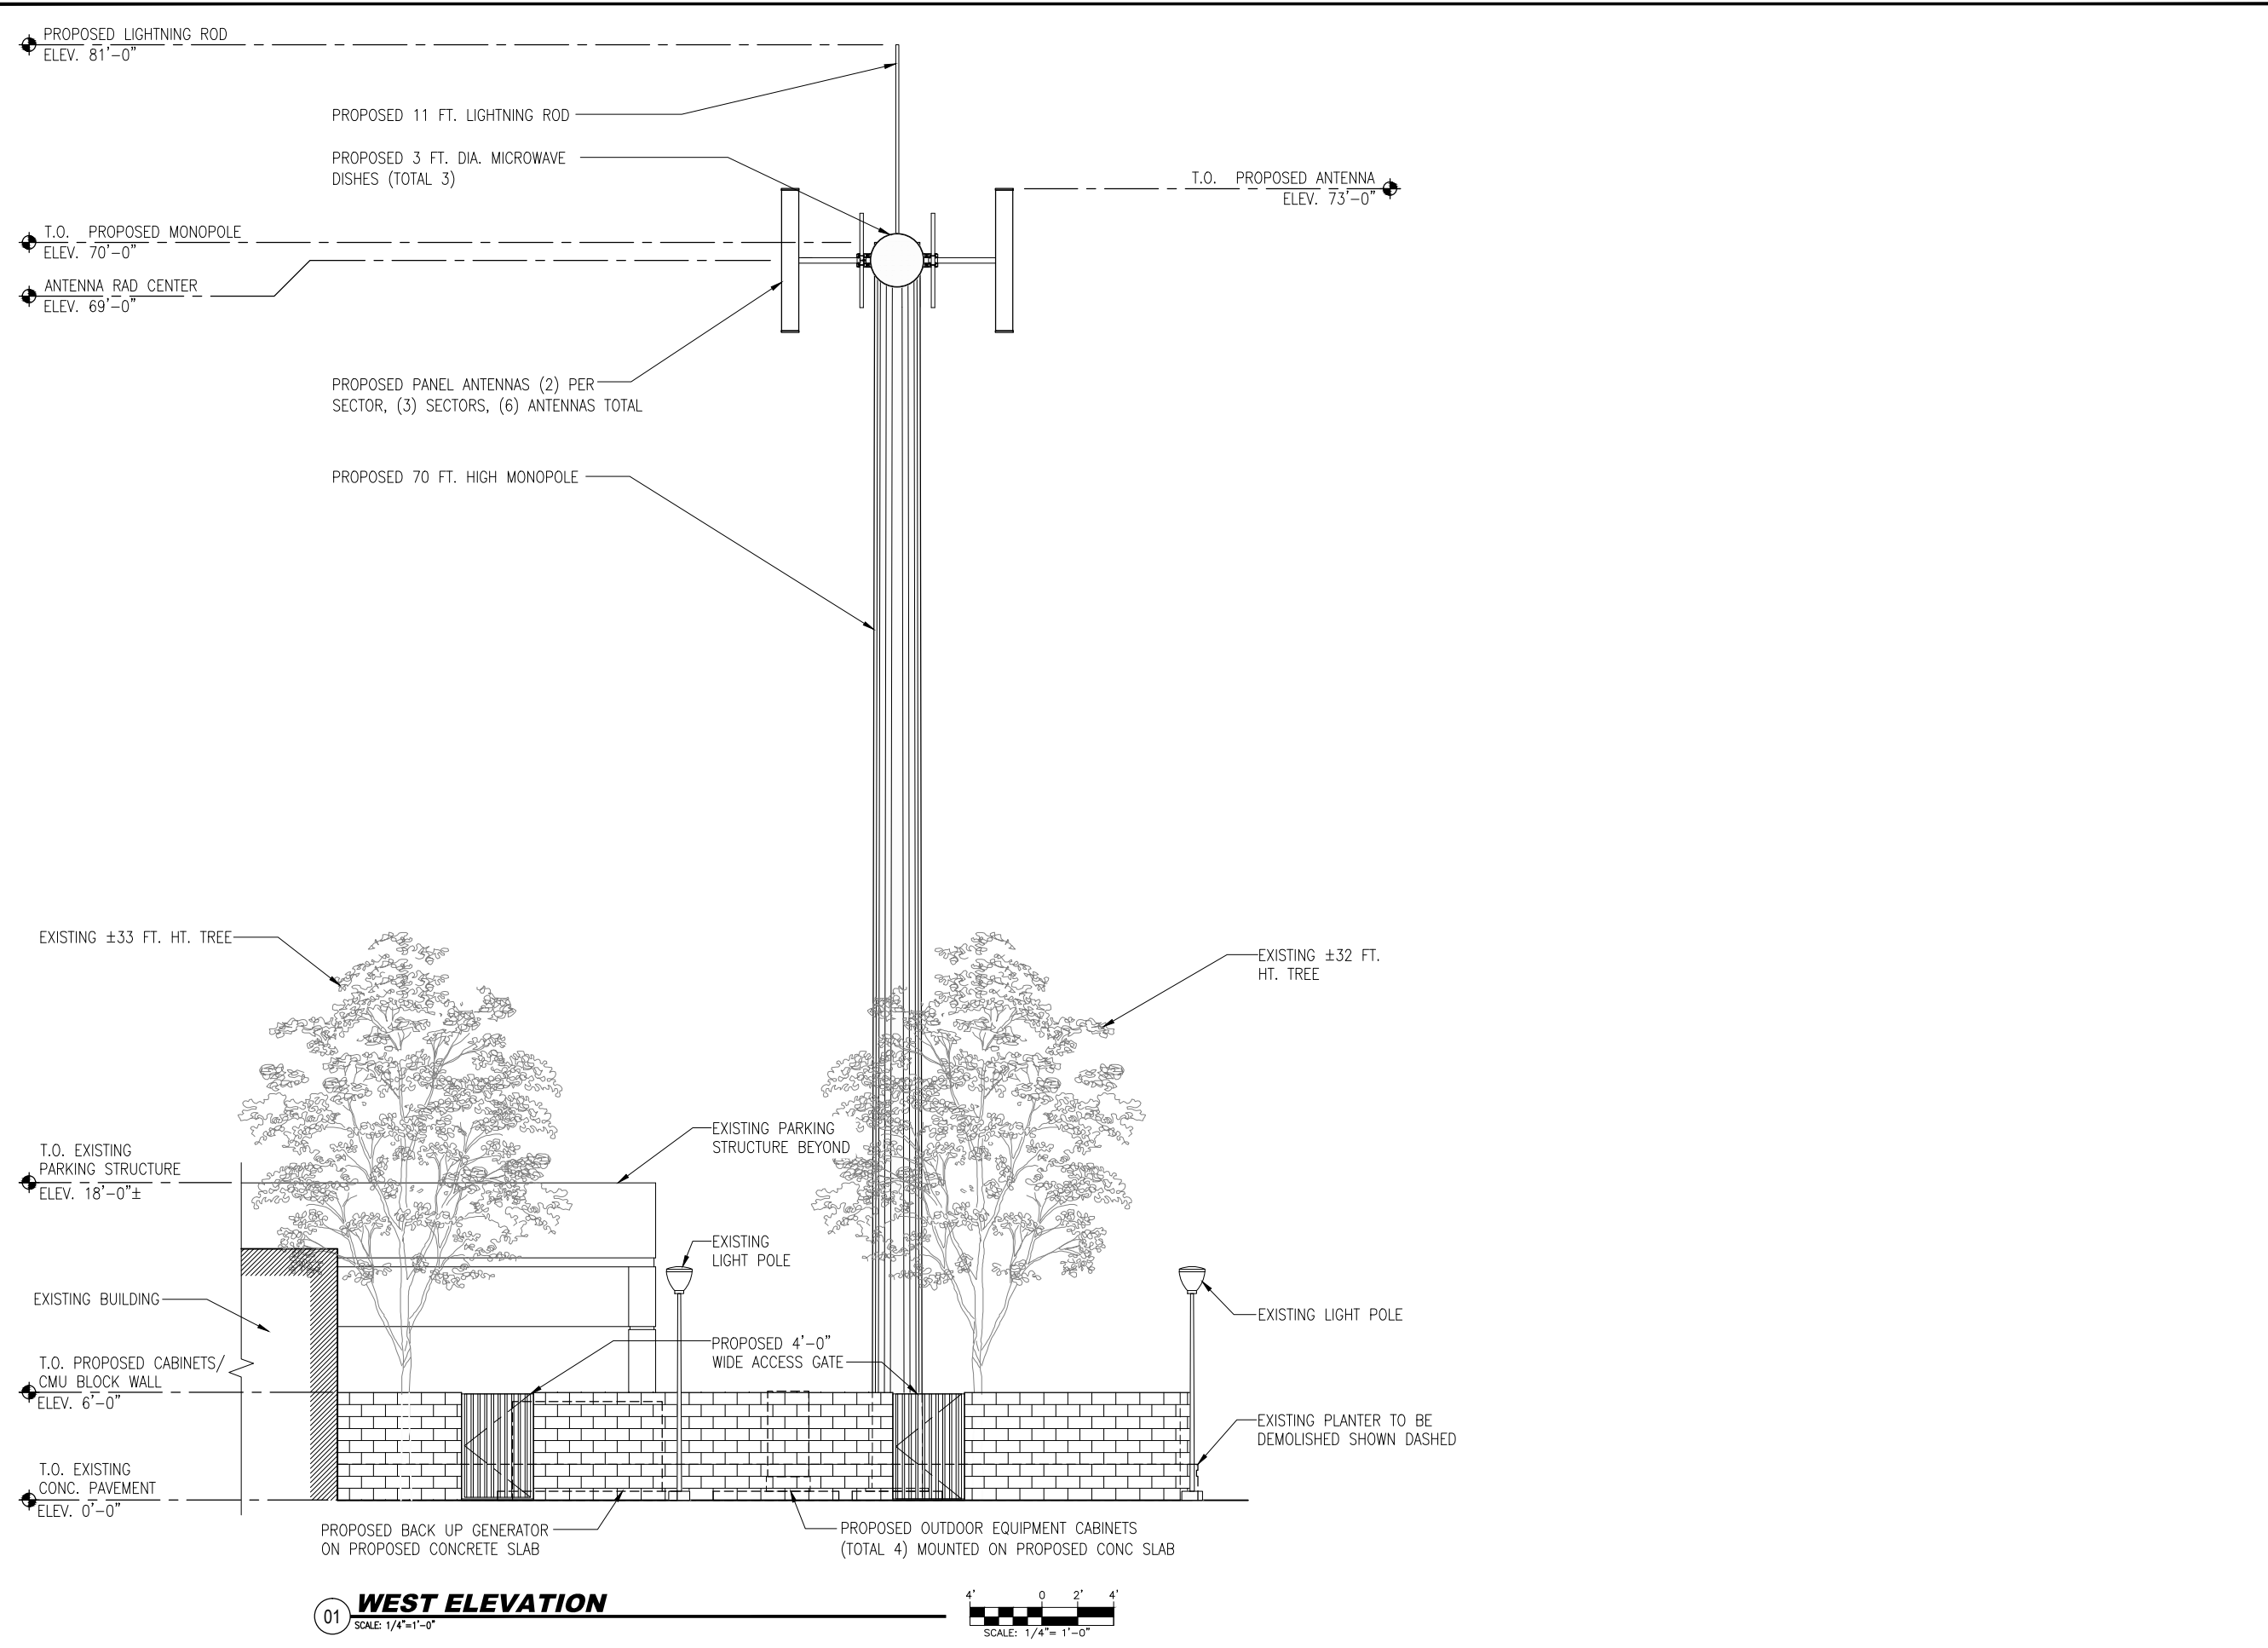 PROPOSED LIGHTNING ROD
ELEV. 81'-0"
PROPOSED 11 FT. LIGHTNING ROD
PROPOSED 3 FT. DIA. MICROWAVE
DISHES (TOTAL 3)
T.O. PROPOSED ANTENNA
ELEV. 73'-0"
T.O. PROPOSED MONOPOLE
ELEV. 70'-0"
ANTENNA RAD CENTER
ELEV. 69'-0"
PROPOSED PANEL ANTENNAS (2) PER
SECTOR, (3) SECTORS, (6) ANTENNAS TOTAL
PROPOSED 70 FT. HIGH MONOPOLE
EXISTING ±33 FT. HT. TREE
EXISTING ±32 FT.
HT. TREE
EXISTING PARKING
STRUCTURE BEYOND
T.O. EXISTING
PARKING STRUCTURE
ELEV. 18'-0"±
EXISTING
LIGHT POLE
EXISTING BUILDING
EXISTING LIGHT POLE
PROPOSED 4'-0"
WIDE ACCESS GATE
T.O. PROPOSED CABINETS/
CMU BLOCK WALL
ELEV. 6'-0"
EXISTING PLANTER TO BE
DEMOLISHED SHOWN DASHED
T.O. EXISTING
CONC. PAVEMENT
ELEV. 0'-0"
PROPOSED BACK UP GENERATOR
ON PROPOSED CONCRETE SLAB
PROPOSED OUTDOOR EQUIPMENT CABINETS
(TOTAL 4) MOUNTED ON PROPOSED CONC SLAB
01 WEST ELEVATION
SCALE: 1/4"=1'-0"
4' 0 2' 4'
SCALE: 1/4"= 1'-0"